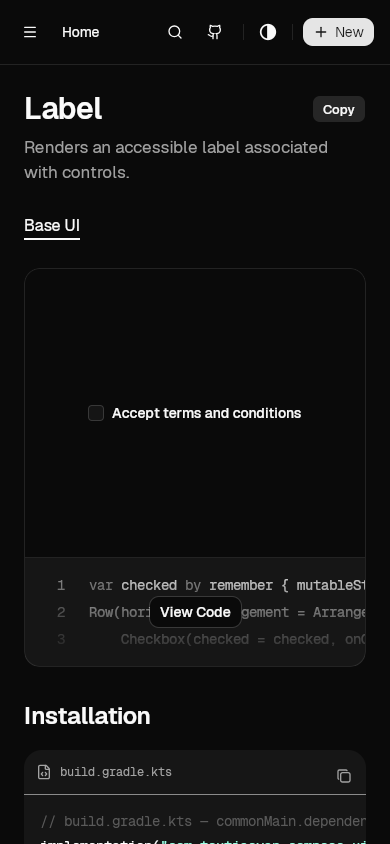 Home
New
Label
Copy
Renders an accessible label associated
with controls.
Base UI
Accept terms and conditions
1 var checked by remember { mutableSt
2 Row(hori
View Code
gement = Arrange
3 Checkbox(checked = checked, onC
Installation
build.gradle.kts
// build.gradle.kts — commonMain.dependen